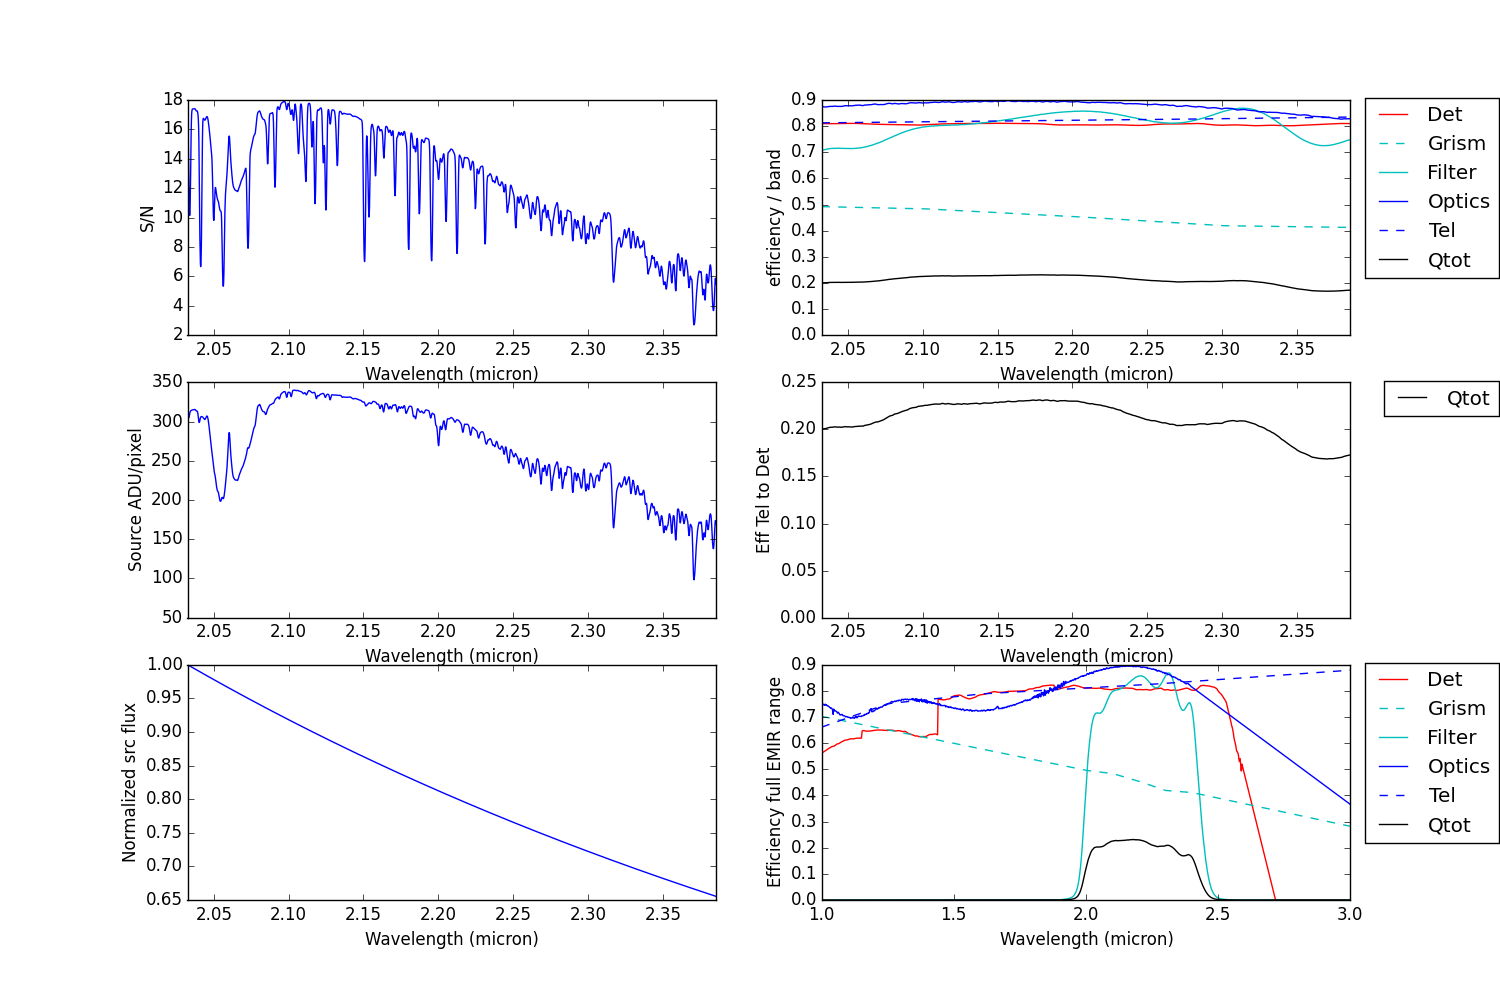 18
16
14
12
10
8
6
4
2
S/N
2.05 2.10 2.15 2.20 2.25 2.30 2.35
Wavelength (micron)
0.9
0.8
0.7
0.6
0.5
0.4
0.3
0.2
0.1
0.0
efficiency / band
2.05 2.10 2.15 2.20 2.25 2.30 2.35
Wavelength (micron)
Det
Grism
Filter
Optics
Tel
Qtot
350
300
250
200
150
100
50
Source ADU/pixel
2.05 2.10 2.15 2.20 2.25 2.30 2.35
Wavelength (micron)
0.25
0.20
0.15
0.10
0.05
0.00
Eff Tel to Det
2.05 2.10 2.15 2.20 2.25 2.30 2.35
Wavelength (micron)
Qtot
1.00
0.95
0.90
0.85
0.80
0.75
0.70
0.65
Normalized src flux
2.05 2.10 2.15 2.20 2.25 2.30 2.35
Wavelength (micron)
0.9
0.8
0.7
0.6
0.5
0.4
0.3
0.2
0.1
0.0
Efficiency full EMIR range
1.0 1.5 2.0 2.5 3.0
Wavelength (micron)
Det
Grism
Filter
Optics
Tel
Qtot